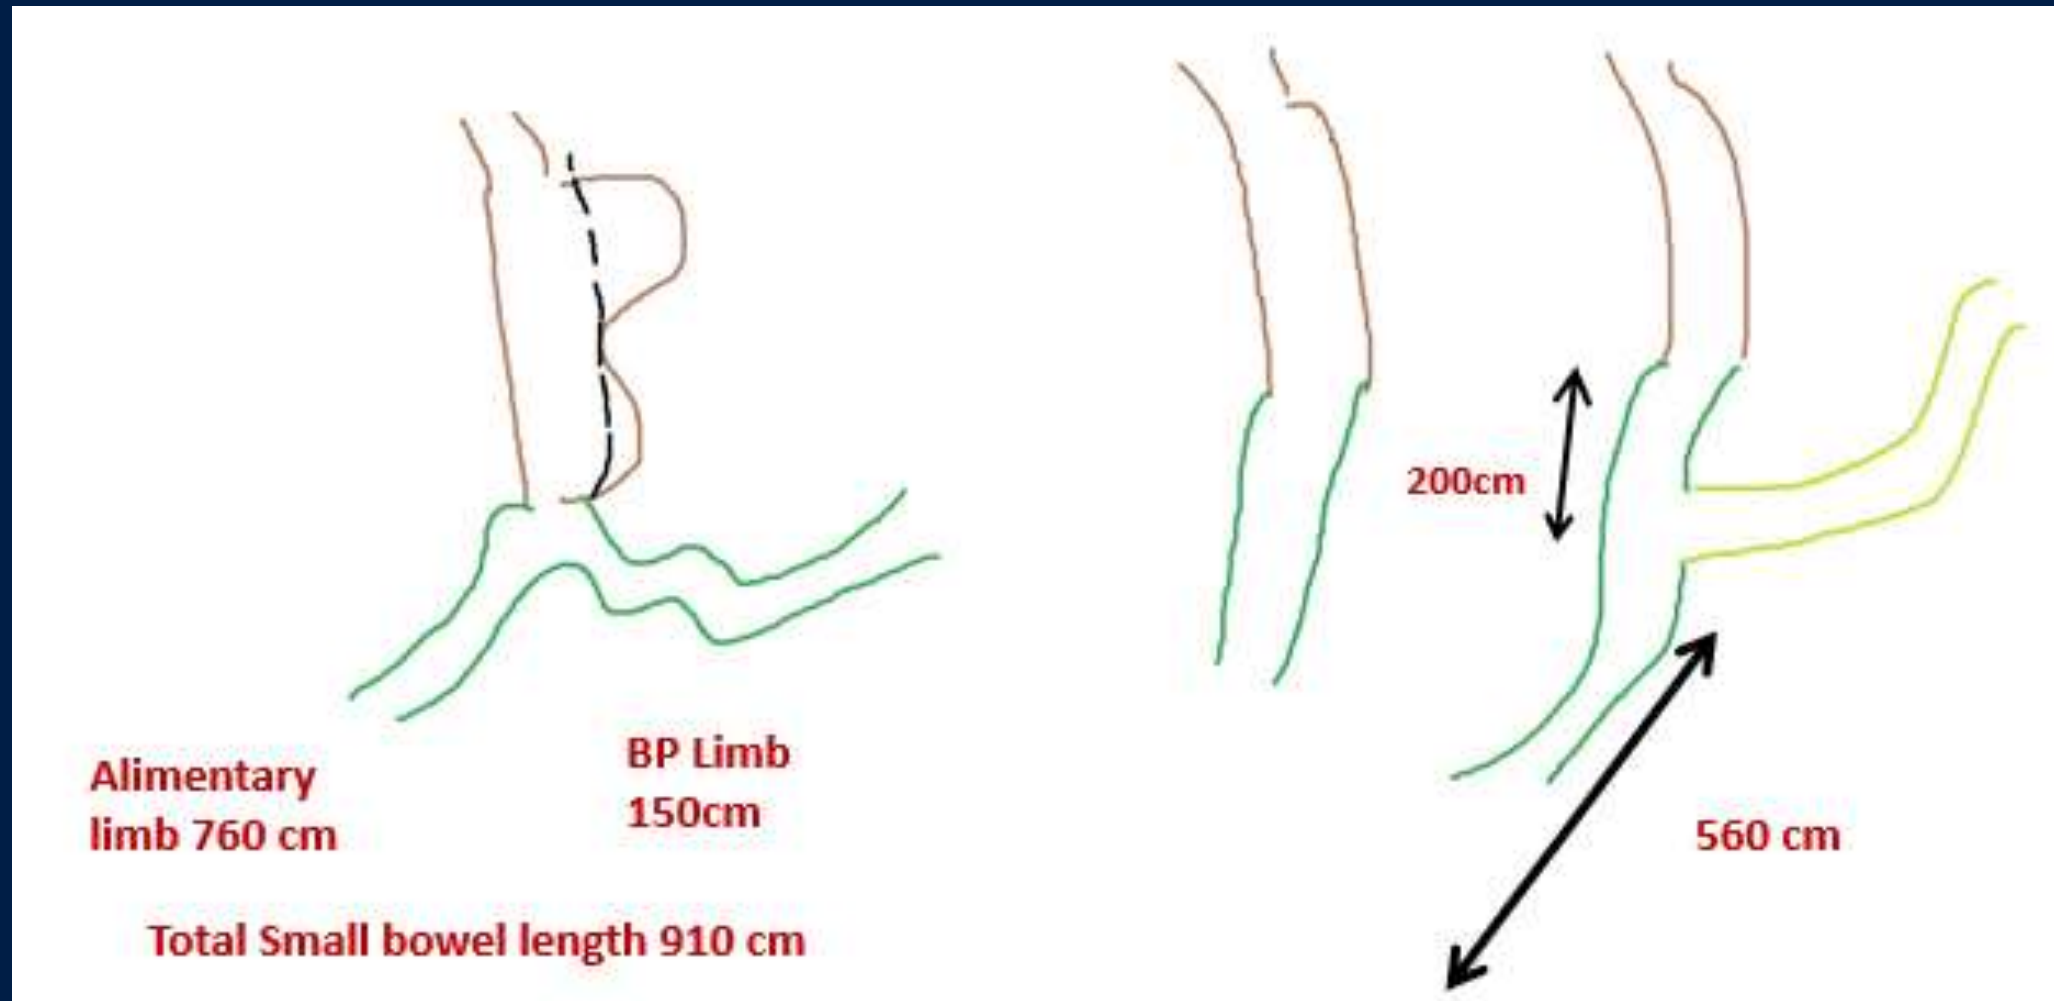 Alimentary
limb 760 cm
BP Limb
150cm
Total Small bowel length 910 cm
200cm
560 cm